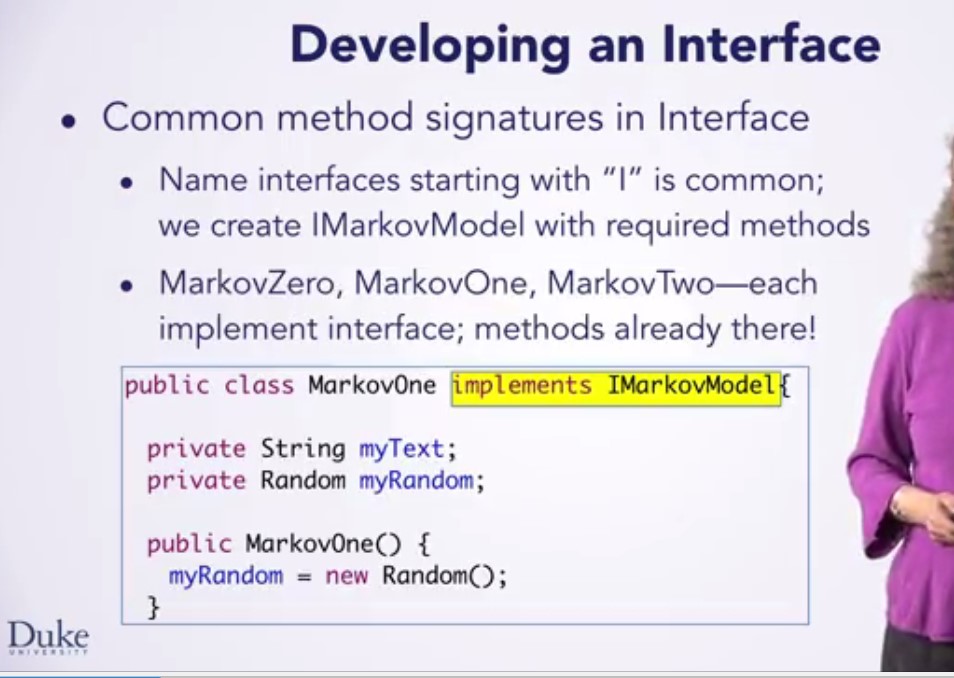 Developing an Interface
• Common method signatures in Interface
• Name interfaces starting with “I” is common;
we create IMarkovModel with required methods
• MarkovZero, MarkovOne, MarkovTwo—each
implement interface; methods already there!
public class MarkovOne implements IMarkovModel{
private String myText;
private Random myRandom;
public MarkovOne() {
myRandom = new Random();
}
Duke
UNIVERSITY